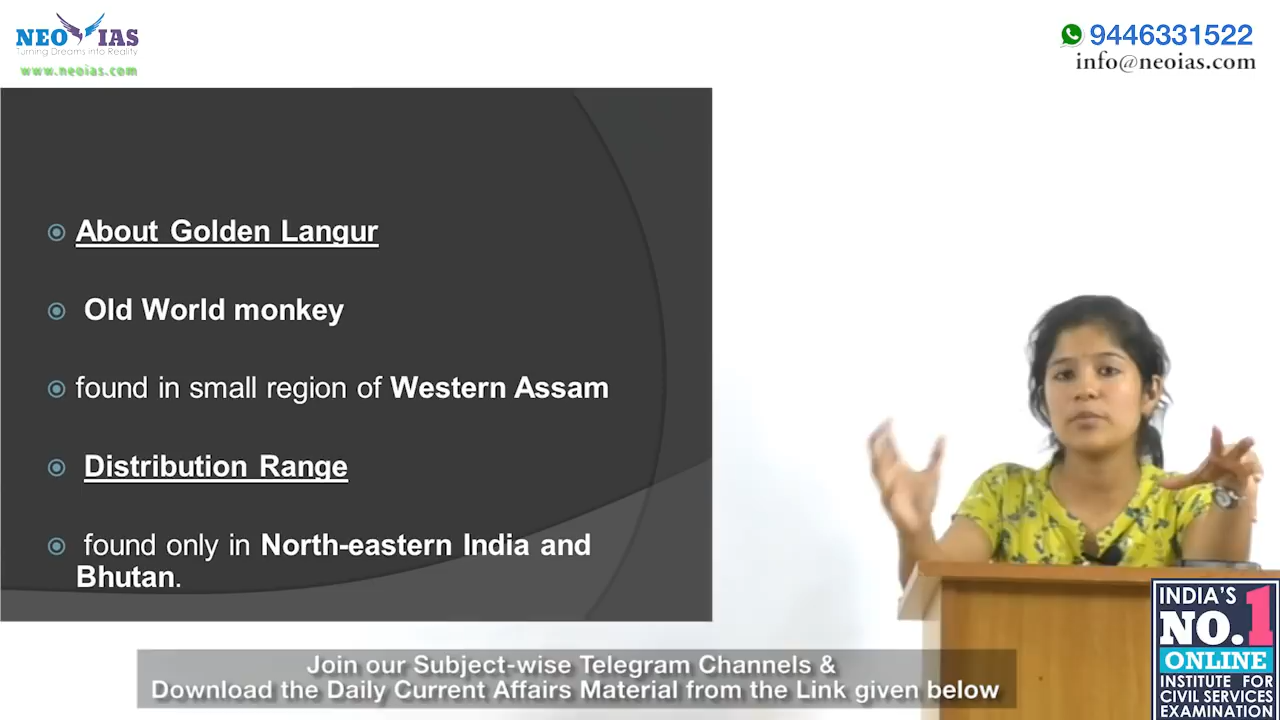 NEO IAS
Turning Dreams into Reality
www.neoias.com
9446331522
info@neoias.com
About Golden Langur
Old World monkey
found in small region of Western Assam
Distribution Range
found only in North-eastern India and
Bhutan.
INDIA'S
NO.1
ONLINE
INSTITUTE FOR
CIVIL SERVICES
EXAMINATION
Join our Subject-wise Telegram Channels &
Download the Daily Current Affairs Material from the Link given below